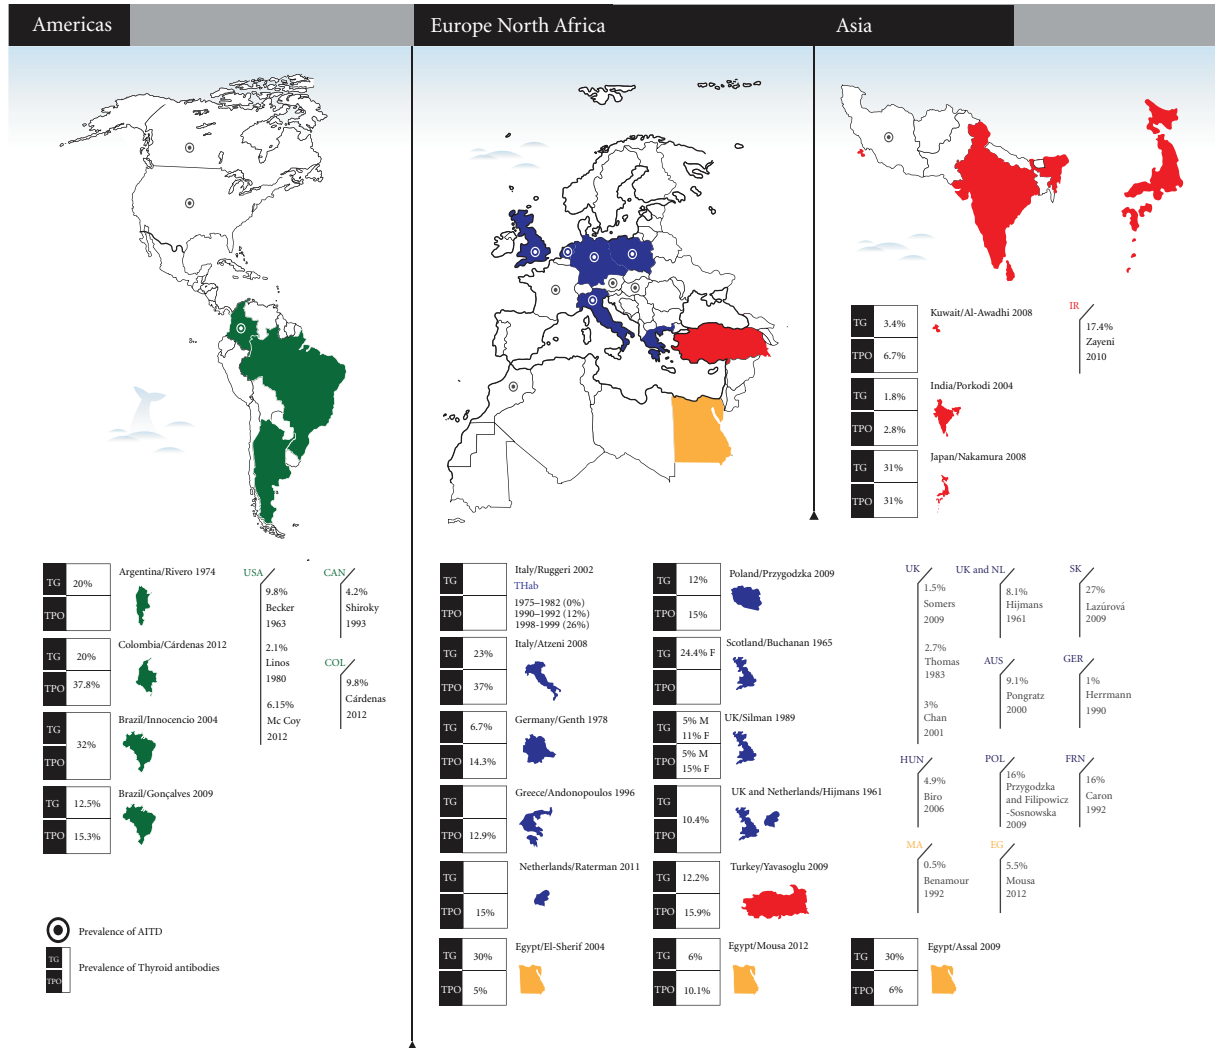 Americas
Europe North Africa
Asia
TG
3.4%
TPO
6.7%
Kuwait/Al-Awadhi 2008
IR
17.4%
Zayeni
2010
TG
1.8%
TPO
2.8%
India/Porkodi 2004
TG
31%
TPO
31%
Japan/Nakamura 2008
TG
20%
TPO
Argentina/Rivero 1974
TG
20%
TPO
37.8%
Colombia/Cárdenas 2012
TG
TPO
32%
Brazil/Innocencio 2004
TG
12.5%
TPO
15.3%
Brazil/Gonçalves 2009
USA
9.8%
Becker
1963
2.1%
Linos
1980
6.15%
Mc Coy
2012
CAN
4.2%
Shiroky
1993
COL
9.8%
Cárdenas
2012
Prevalence of AITD
TG
TPO
Prevalence of Thyroid antibodies
TG
TPO
Italy/Ruggeri 2002
THab
1975–1982 (0%)
1990–1992 (12%)
1998-1999 (26%)
TG
23%
TPO
37%
Italy/Atzeni 2008
TG
6.7%
TPO
14.3%
Germany/Genth 1978
TG
TPO
12.9%
Greece/Andonopoulos 1996
TG
TPO
15%
Netherlands/Raterman 2011
TG
30%
TPO
5%
Egypt/El-Sherif 2004
TG
12%
TPO
15%
Poland/Przygodzka 2009
TG
24.4% F
TPO
Scotland/Buchanan 1965
TG
5% M
11% F
TPO
5% M
15% F
UK/Silman 1989
TG
TPO
10.4%
UK and Netherlands/Hijmans 1961
TG
12.2%
TPO
15.9%
Turkey/Yavasoglu 2009
TG
6%
TPO
10.1%
Egypt/Mousa 2012
TG
30%
TPO
6%
Egypt/Assal 2009
UK
1.5%
Somers
2009
2.7%
Thomas
1983
3%
Chan
2001
UK and NL
8.1%
Hijmans
1961
SK
27%
Lazúrová
2009
AUS
9.1%
Pongratz
2000
GER
1%
Herrmann
1990
HUN
4.9%
Biro
2006
POL
16%
Przygodzka
and Filipowicz
-Sosnowska
2009
FRN
16%
Caron
1992
MA
0.5%
Benamour
1992
EG
5.5%
Mousa
2012